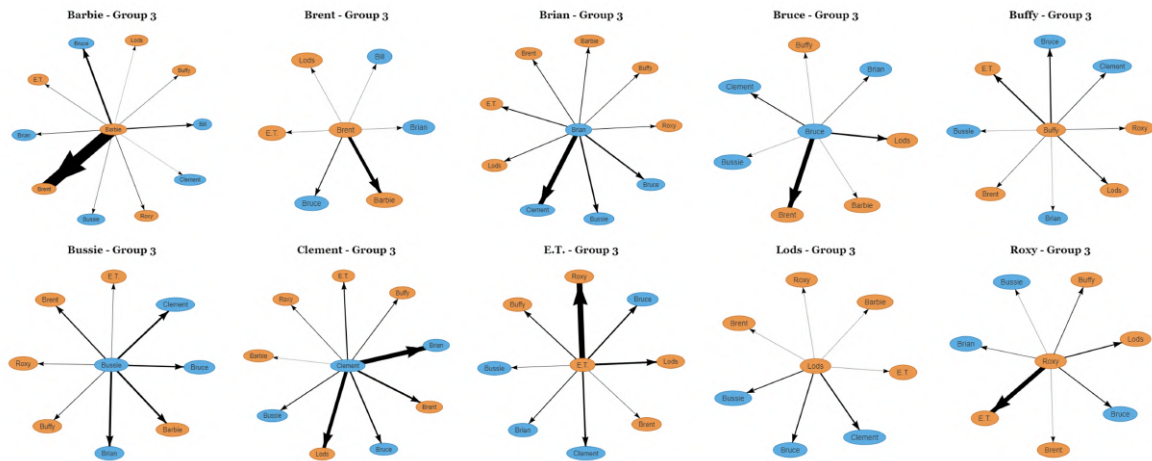 Barbie - Group 3
Brent - Group 3
Brian - Group 3
Bruce - Group 3
Buffy - Group 3
Bruce
Lods
E.T.
Buffy
Barbie
Brian
Bill
Brent
Clement
Bussie
Roxy
Lods
Bill
E.T.
Brent
Brian
Bruce
Barbie
Barbie
Brent
Buffy
E.T.
Brian
Roxy
Lods
Bruce
Clement
Bussie
Buffy
Brian
Clement
Bruce
Lods
Bussie
Brent
Barbie
Bruce
E.T.
Clement
Bussie
Buffy
Roxy
Brent
Lods
Brian
Bussie - Group 3
Clement - Group 3
E.T. - Group 3
Lods - Group 3
Roxy - Group 3
E.T.
Brent
Clement
Roxy
Bussie
Bruce
Buffy
Barbie
Brian
E.T.
Roxy
Buffy
Barbie
Brian
Clement
Bussie
Brent
Lods
Bruce
Roxy
Buffy
Bruce
Bussie
E.T.
Lods
Brian
Brent
Clement
Roxy
Barbie
Brent
Lods
E.T.
Bussie
Bruce
Clement
Bussie
Buffy
Brian
Lods
Roxy
E.T.
Bruce
Brent